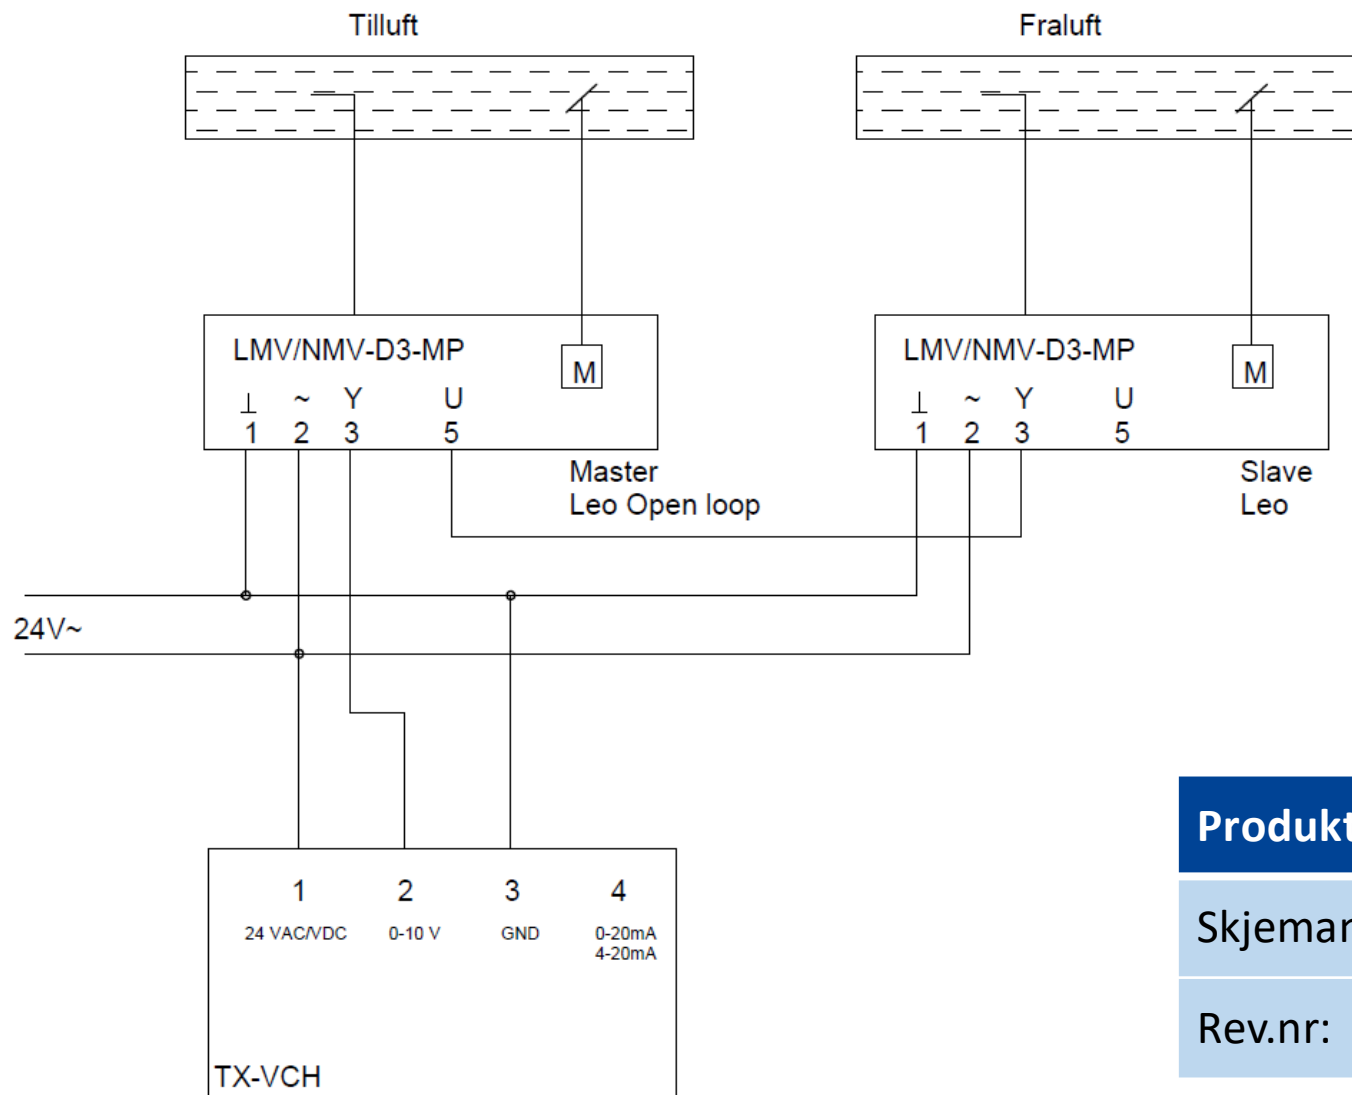 Tilluft
Fraluft
LMV/NMV-D3-MP
M
⊥ ~ Y U
1 2 3 5
Master
Leo Open loop
LMV/NMV-D3-MP
M
⊥ ~ Y U
1 2 3 5
Slave
Leo
24V~
1 2 3 4
24 VAC/VDC 0-10 V GND 0-20mA
4-20mA
TX-VCH
Produkt
Rev.nr: